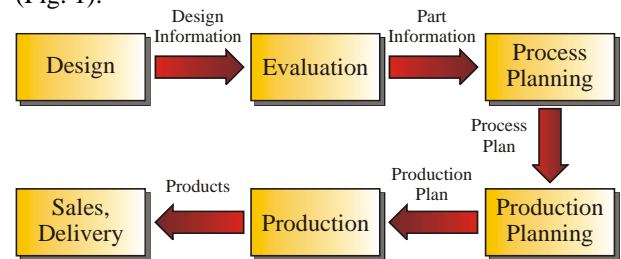 (Fig. 1).
Design
Information
Part
Information
Design
Evaluation
Process
Planning
Process
Plan
Products
Production
Plan
Sales,
Delivery
Production
Production
Planning